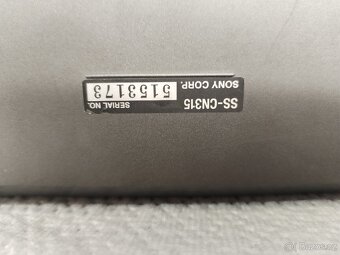 SS-CN315
SONY CORP.
SERIAL NO.
5153173